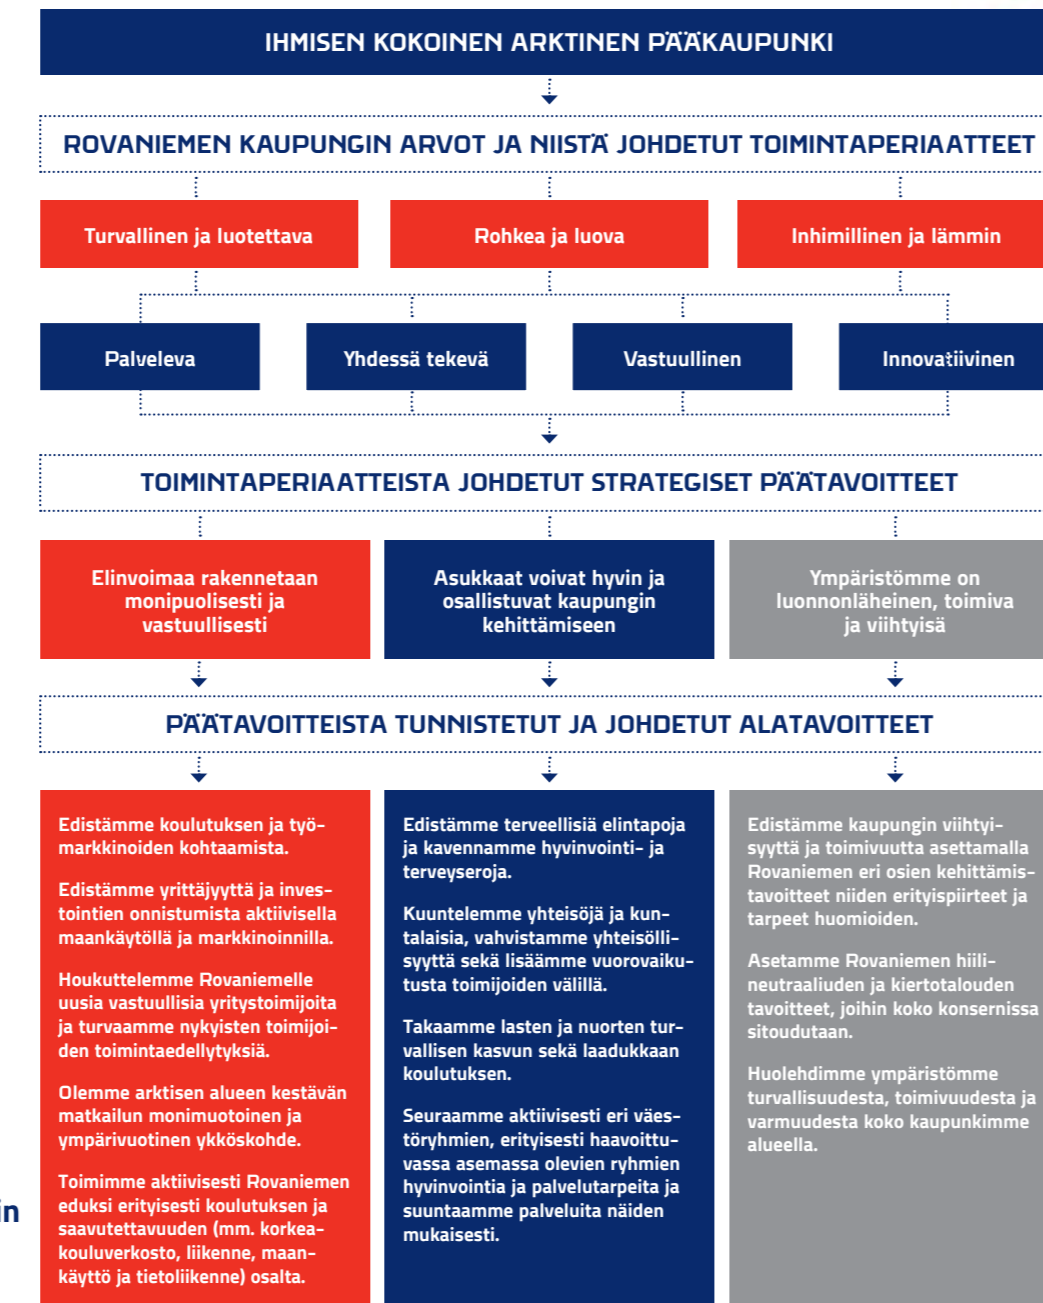 IHMISEN KOKOINEN ARKTINEN PÄÄKAUPUNKI
ROVANIEMEN KAUPUNGIN ARVOT JA NIISTÄ JOHDETUT TOIMINTAPERIAATTEET
Turvallinen ja luotettava
Rohkea ja luova
Inhimillinen ja lämmin
Palveleva
Yhdessä tekevä
Vastuullinen
Innovatiivinen
TOIMINTAPERIAATTEISTA JOHDETUT STRATEGISET PÄÄTAVOITTEET
Elinvoimaa rakennetaan
monipuolisesti ja
vastuullisesti
Asukkaat voivat hyvin ja
osallistuvat kaupungin
kehittämiseen
Ympäristömme on
luonnonläheinen, toimiva
ja viihtyisä
PÄÄTAVOITTEISTA TUNNISTETUT JA JOHDETUT ALATAVOITTEET
Edistämme koulutuksen ja työ-
markkinoiden kohtaamista.
Edistämme yrittäjyyttä ja inves-
tointien onnistumista aktiivisella
maankäytöllä ja markkinoinnilla.
Houkuttelemme Rovaniemelle
uusia vastuullisia yritystoimijoita
ja turvaamme nykyisten toimijoi-
den toimintaedellytyksiä.
Olemme arktisen alueen kestävän
matkailun monimuotoinen ja
ympärivuotinen ykköskohde.
Toimimme aktiivisesti Rovaniemen
eduksi erityisesti koulutuksen ja
saavutettavuuden (mm. korkea-
kouluverkosto, liikenne, maan-
käyttö ja tietoliikenne) osalta.
Edistämme terveellisiä elintapoja
ja kavennamme hyvinvointi- ja
terveyseroja.
Kuuntelemme yhteisöjä ja kun-
talaisia, vahvistamme yhteisölli-
syyttä sekä lisäämme vuorovaiku-
tusta toimijoiden välillä.
Takaamme lasten ja nuorten tur-
vallisen kasvun sekä laadukkaan
koulutuksen.
Seuraamme aktiivisesti eri väes-
töryhmien, erityisesti haavoittu-
vassa asemassa olevien ryhmien
hyvinvointia ja palvelutarpeita ja
suuntaamme palveluita näiden
mukaisesti.
Edistämme kaupungin viihtyi-
syyttä ja toimivuutta asettamalla
Rovaniemen eri osien kehittämis-
tavoitteet niiden erityispiirteet ja
tarpeet huomioiden.
Asetamme Rovaniemen hiili-
neutraaliuden ja kiertotalouden
tavoitteet, joihin koko konsernissa
sitoudutaan.
Huolehdimme ympäristömme
turvallisuudesta, toimivuudesta ja
varmuudesta koko kaupunkimme
alueella.
in